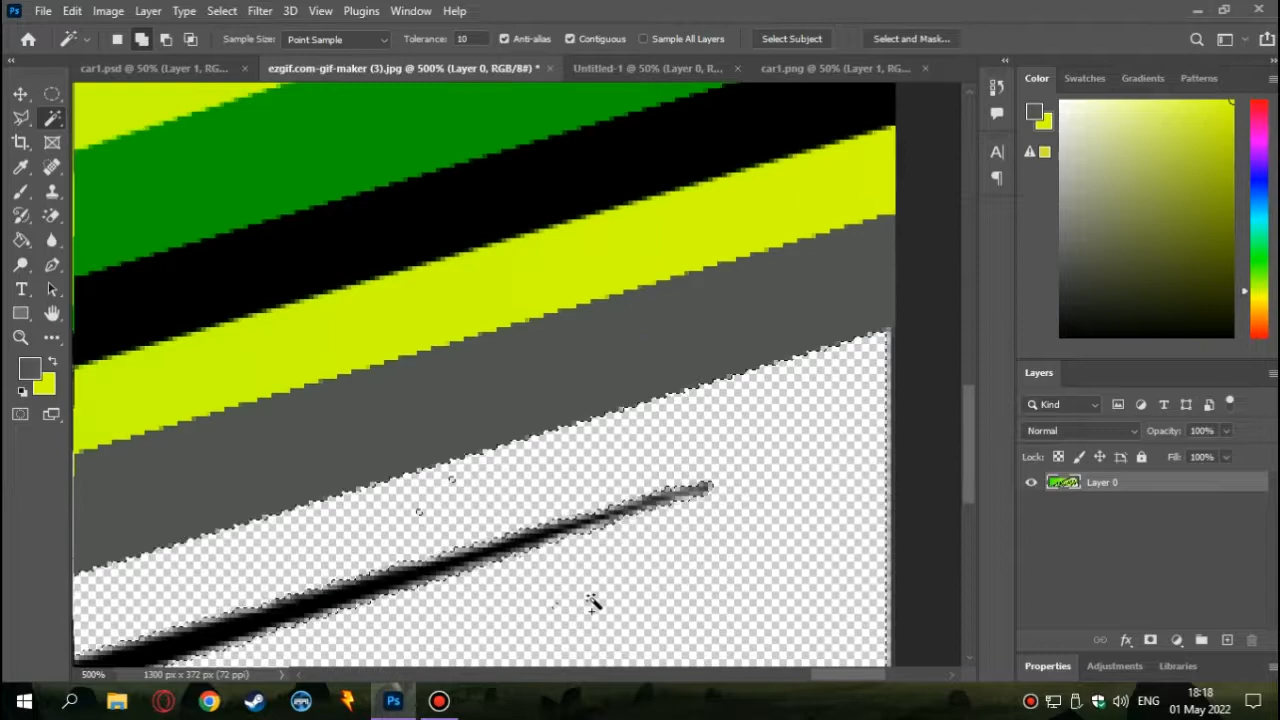 Ps File Edit Image Layer Type Select Filter 3D View Plugins Window Help
Sample Size: Point Sample Tolerance: 10 Anti-alias Contiguous Sample All Layers Select Subject Select and Mask...
car1.psd @ 50% (Layer 1, RG... × ezgif.com-gif-maker (3).jpg @ 500% (Layer 0, RGB/8#) * × Untitled-1 @ 50% (Layer 0, R... × car1.png @ 50% (Layer 1, RG... ×
Color Swatches Gradients Patterns
Layers
Kind
Normal Opacity: 100%
Lock: Fill: 100%
Layer 0
Properties Adjustments Libraries
500% 1300 px x 372 px (72 ppi)
Ps ENG 18:18
01 May 2022